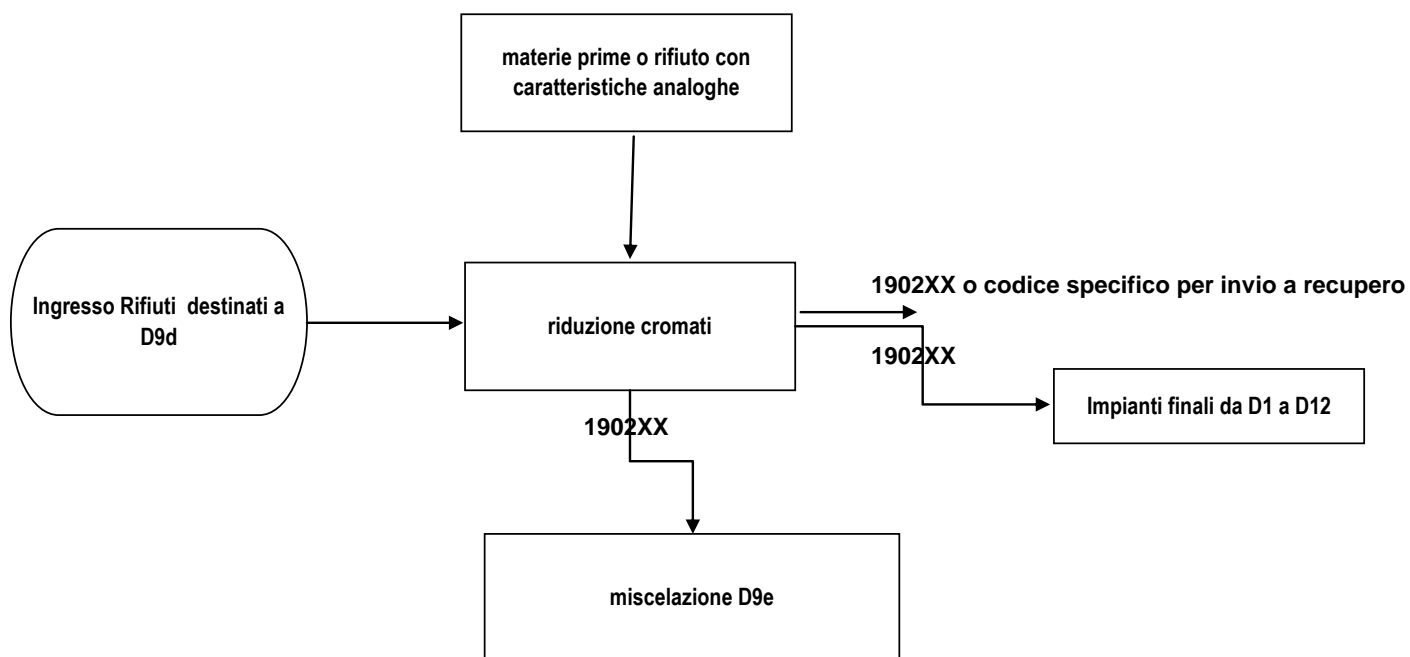 materie prime o rifiuto con
caratteristiche analoghe
Ingresso Rifiuti destinati a
D9d
riduzione cromati
1902XX o codice specifico per invio a recupero
1902XX
Impianti finali da D1 a D12
1902XX
miscelazione D9e